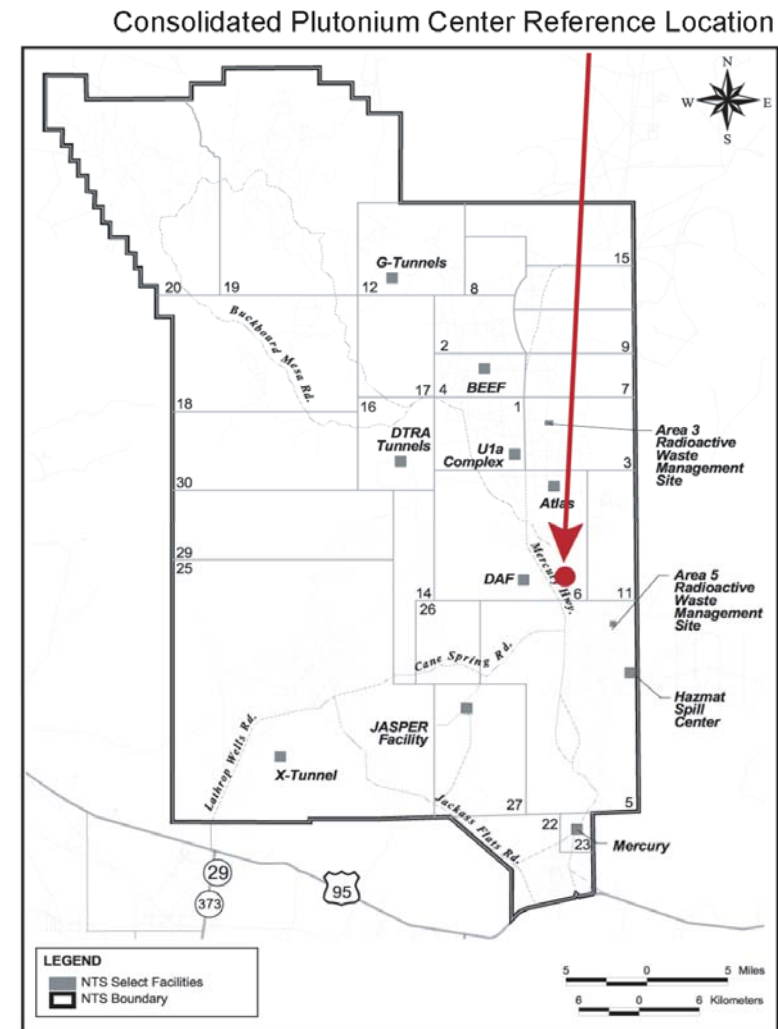 Consolidated Plutonium Center Reference Location
N
W
E
S
G-Tunnels
15
20
19
12
8
Buckboard Mesa Rd.
2
9
BEEF
17
4
7
18
16
1
DTRA
Tunnels
U1a
Complex
Area 3
Radioactive
Waste
Management
Site
3
30
Atlas
29
25
Mercury Hwy.
DAF
14
6
11
26
Area 5
Radioactive
Waste
Management
Site
Cane Spring Rd.
Hazmat
Spill
Center
JASPER
Facility
Lathrop Wells Rd.
X-Tunnel
Jackass Flats Rd.
27
5
22
23
Mercury
29
373
95
LEGEND
NTS Select Facilities
NTS Boundary
5 0 5 Miles
6 0 6 Kilometers